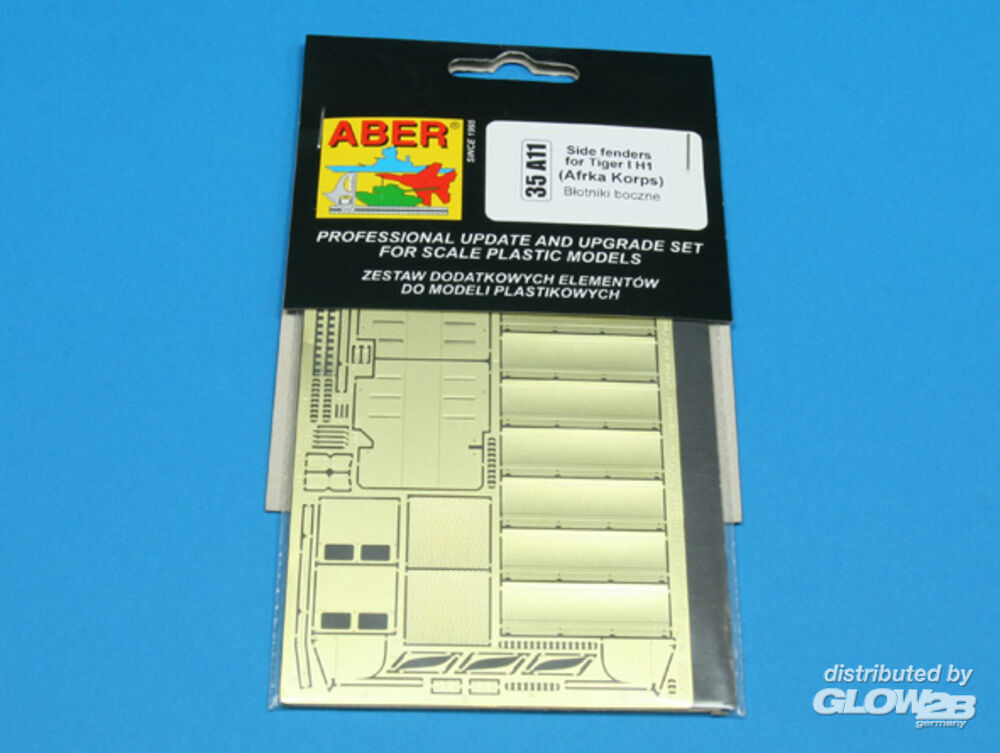 ABER®
SINCE 1995
35 A11
Side fenders
for Tiger I H1
(Afrka Korps)
Błotniki boczne
PROFESSIONAL UPDATE AND UPGRADE SET
FOR SCALE PLASTIC MODELS
ZESTAW DODATKOWYCH ELEMENTÓW
DO MODELI PLASTIKOWYCH
distributed by
GLOW2B
germany